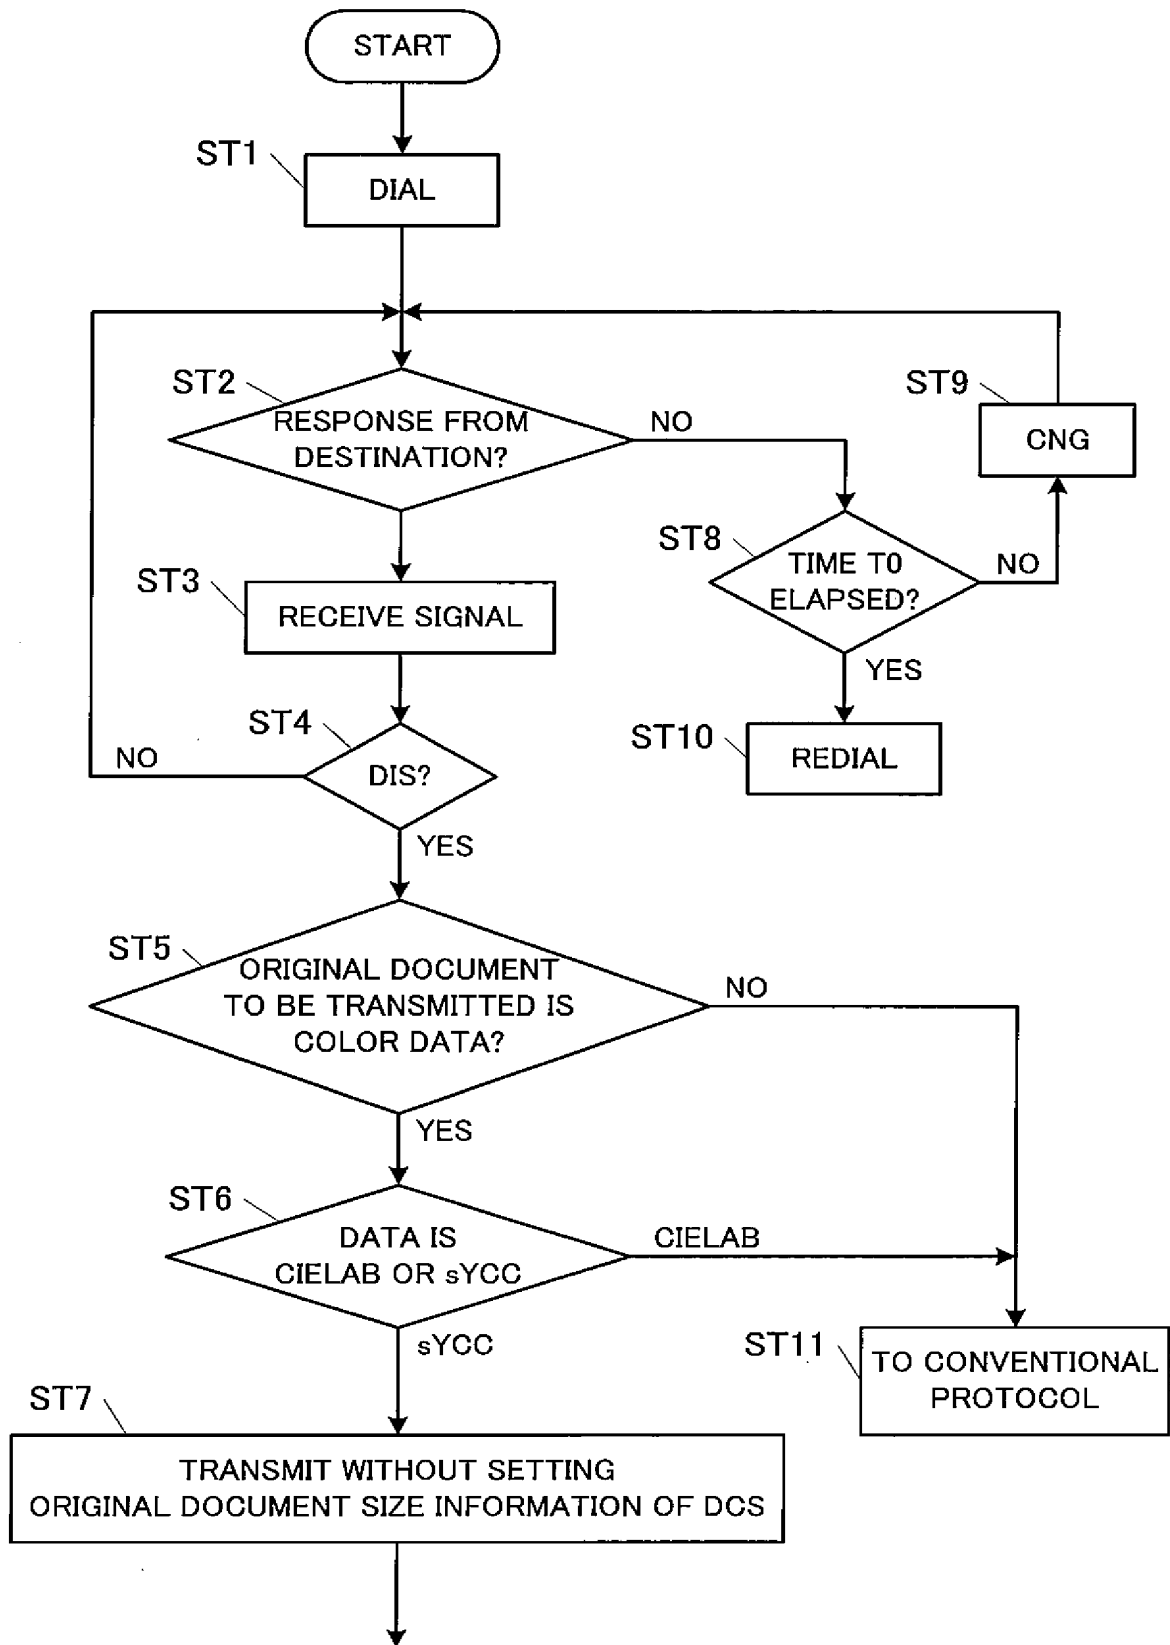 START
ST1
DIAL
ST2
RESPONSE FROM
DESTINATION?
NO
ST9
CNG
ST8
TIME T0
ELAPSED?
NO
YES
ST10
REDIAL
ST3
RECEIVE SIGNAL
ST4
DIS?
NO
YES
ST5
ORIGINAL DOCUMENT
TO BE TRANSMITTED IS
COLOR DATA?
NO
YES
ST6
DATA IS
CIELAB OR sYCC
CIELAB
sYCC
ST11
TO CONVENTIONAL
PROTOCOL
ST7
TRANSMIT WITHOUT SETTING
ORIGINAL DOCUMENT SIZE INFORMATION OF DCS